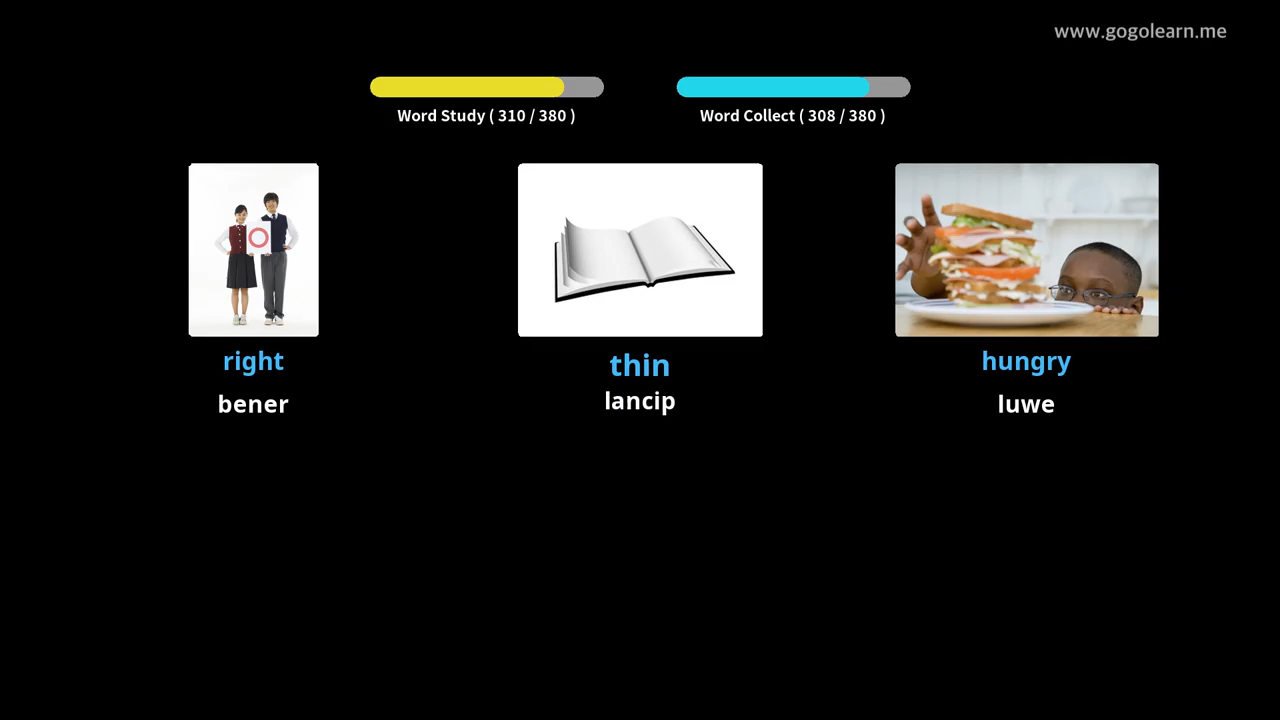 www.gogolearn.me
Word Study ( 310 / 380 )
Word Collect ( 308 / 380 )
right
thin
hungry
bener
lancip
luwe